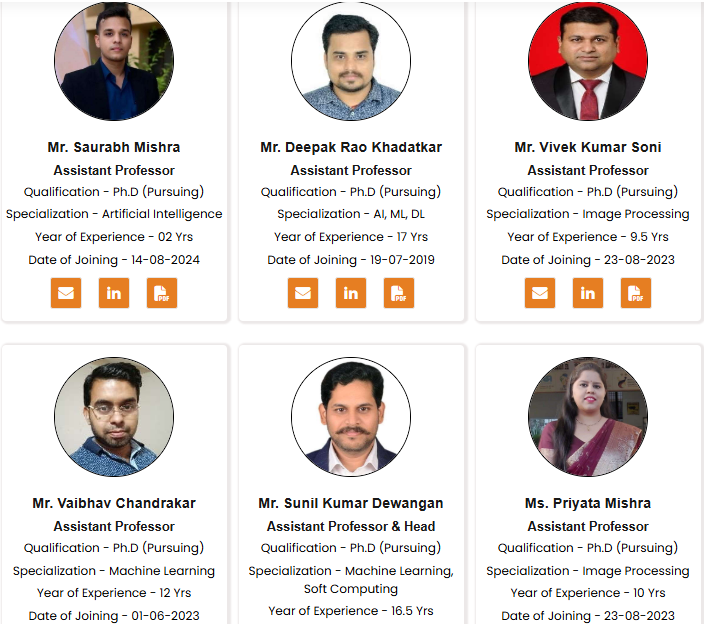 Mr. Saurabh Mishra
Assistant Professor
Qualification - Ph.D (Pursuing)
Specialization - Artificial Intelligence
Year of Experience - 02 Yrs
Date of Joining - 14-08-2024
in
PDF
Mr. Deepak Rao Khadatkar
Assistant Professor
Qualification - Ph.D (Pursuing)
Specialization - AI, ML, DL
Year of Experience - 17 Yrs
Date of Joining - 19-07-2019
in
PDF
Mr. Vivek Kumar Soni
Assistant Professor
Qualification - Ph.D (Pursuing)
Specialization - Image Processing
Year of Experience - 9.5 Yrs
Date of Joining - 23-08-2023
in
PDF
Mr. Vaibhav Chandrakar
Assistant Professor
Qualification - Ph.D (Pursuing)
Specialization - Machine Learning
Year of Experience - 12 Yrs
Date of Joining - 01-06-2023
Mr. Sunil Kumar Dewangan
Assistant Professor & Head
Qualification - Ph.D (Pursuing)
Specialization - Machine Learning,
Soft Computing
Year of Experience - 16.5 Yrs
Ms. Priyata Mishra
Assistant Professor
Qualification - Ph.D (Pursuing)
Specialization - Image Processing
Year of Experience - 10 Yrs
Date of Joining - 23-08-2023